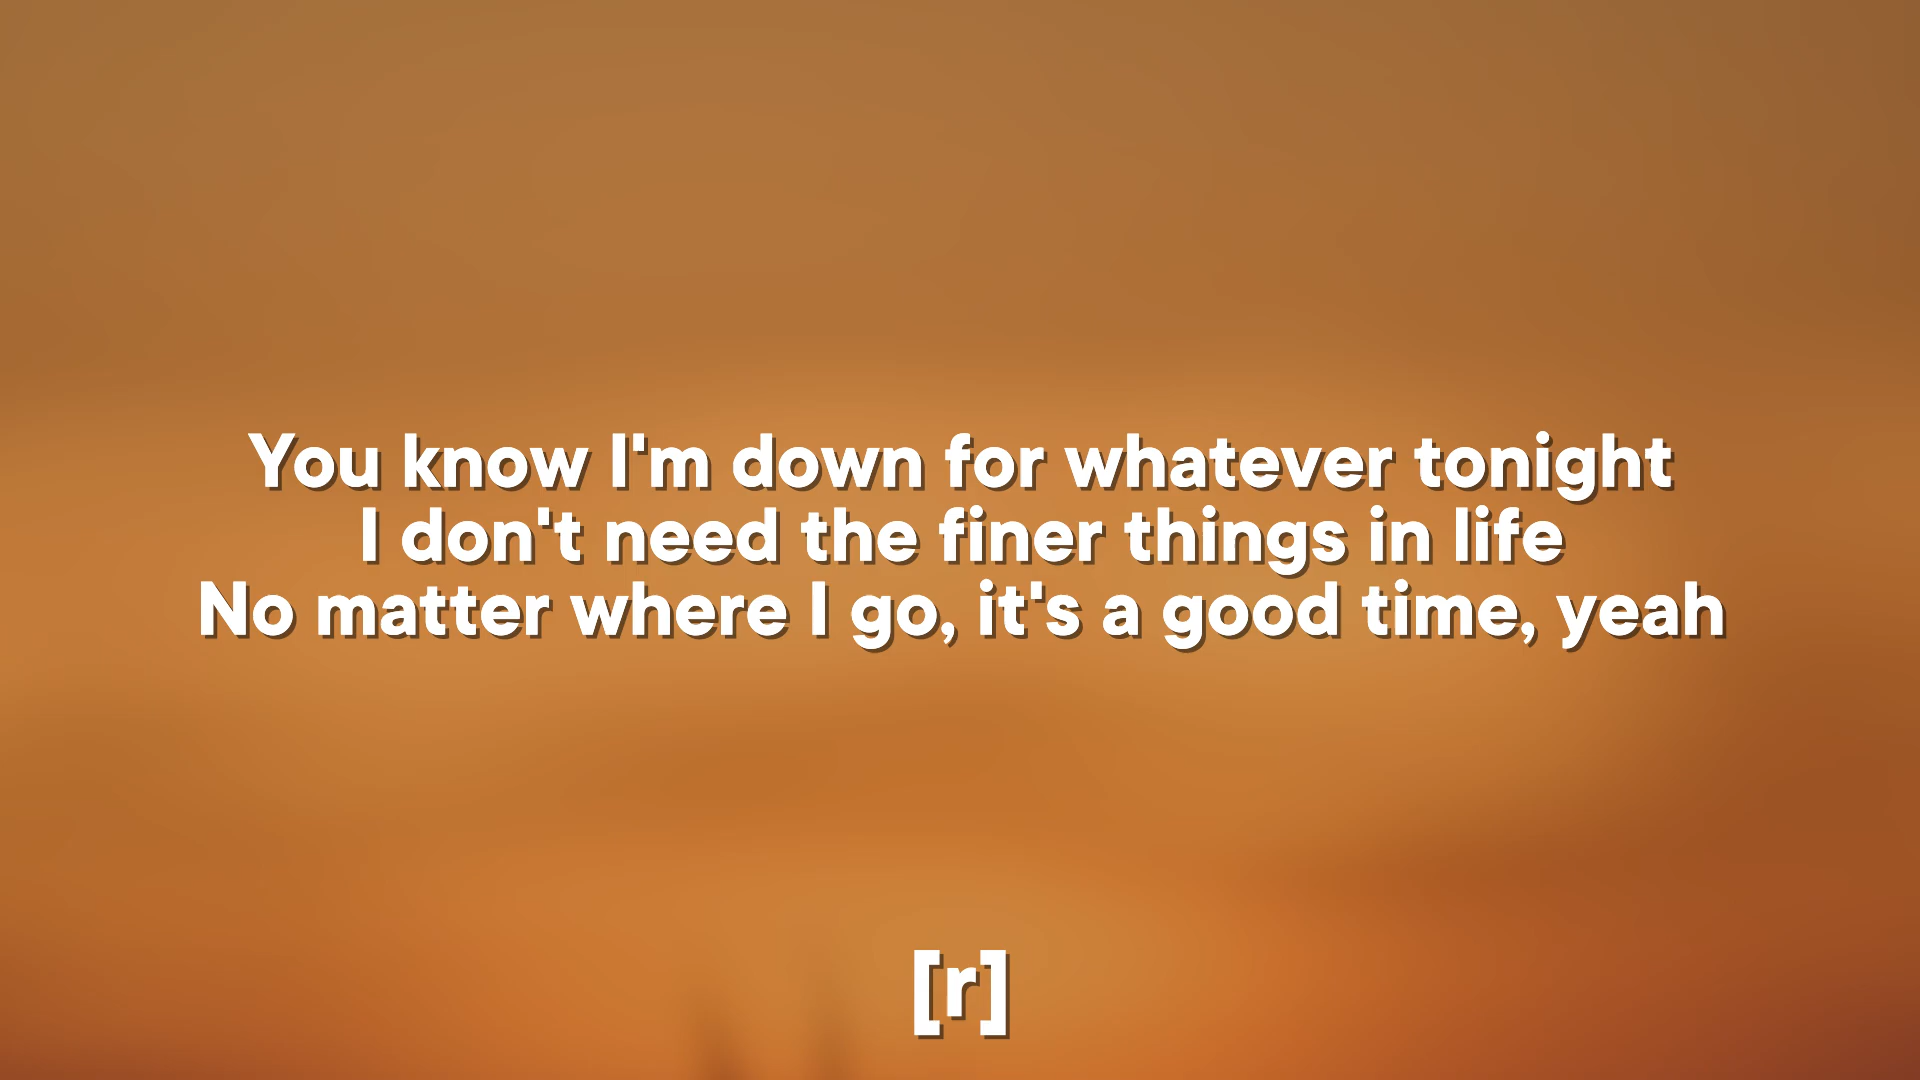 You know I'm down for whatever tonight
I don't need the finer things in life
No matter where I go, it's a good time, yeah
[r]